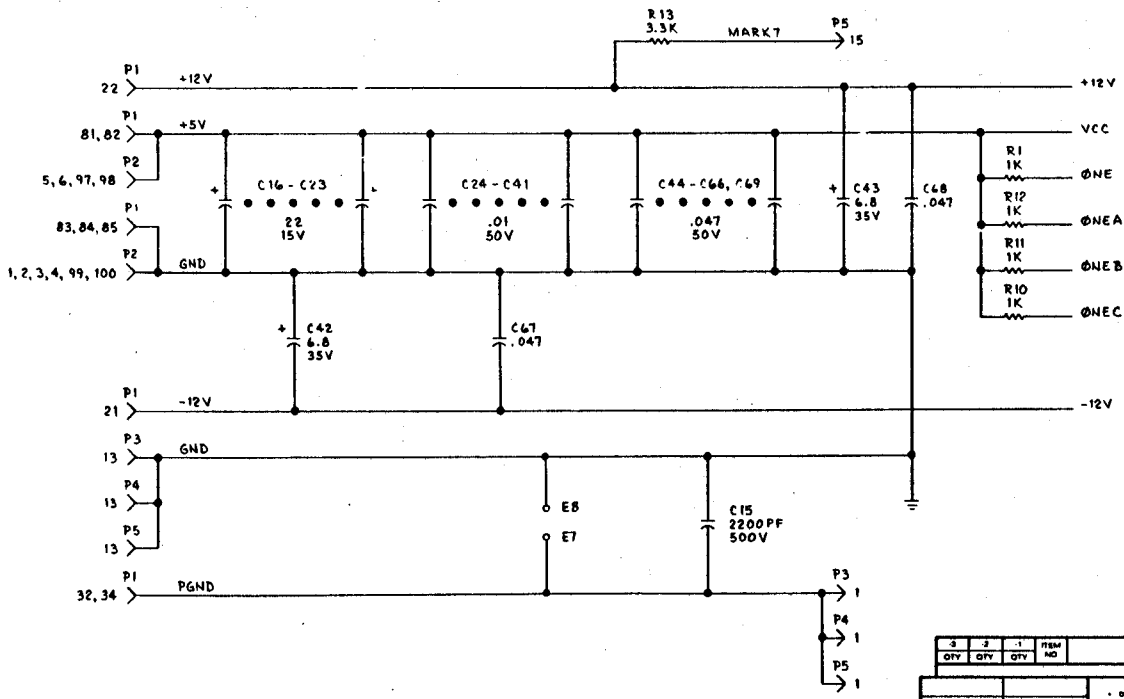 R13
3.3K
MARK7
P5
15
P1
22
+12V
+12V
P1
81, 82
+5V
VCC
P2
5, 6, 97, 98
P1
83, 84, 85
P2
1, 2, 3, 4, 99, 100
GND
+
C16 - C23
22
15V
C24 - C41
.01
50V
C44 - C66, C69
.047
50V
+
C43
6.8
35V
C68
.047
R1
1K
ØNE
R12
1K
ØNEA
R11
1K
ØNEB
R10
1K
ØNEC
+
C42
6.8
35V
C67
.047
P1
21
-12V
-12V
P3
13
GND
P4
13
P5
13
E8
E7
C15
2200PF
500V
P1
32, 34
PGND
P3
1
P4
1
P5
1
-3 -2 -1 ITEM
QTY QTY QTY NO